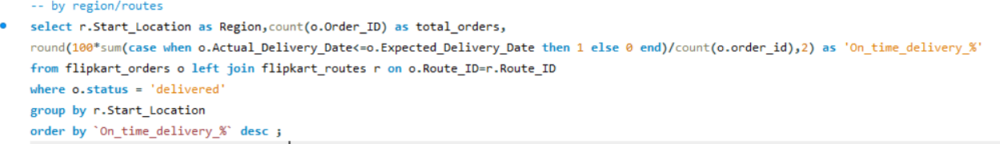 -- by region/routes
select r.Start_Location as Region,count(o.Order_ID) as total_orders,
round(100*sum(case when o.Actual_Delivery_Date<=o.Expected_Delivery_Date then 1 else 0 end)/count(o.order_id),2) as 'On_time_delivery_%'
from flipkart_orders o left join flipkart_routes r on o.Route_ID=r.Route_ID
where o.status = 'delivered'
group by r.Start_Location
order by `On_time_delivery_%` desc ;